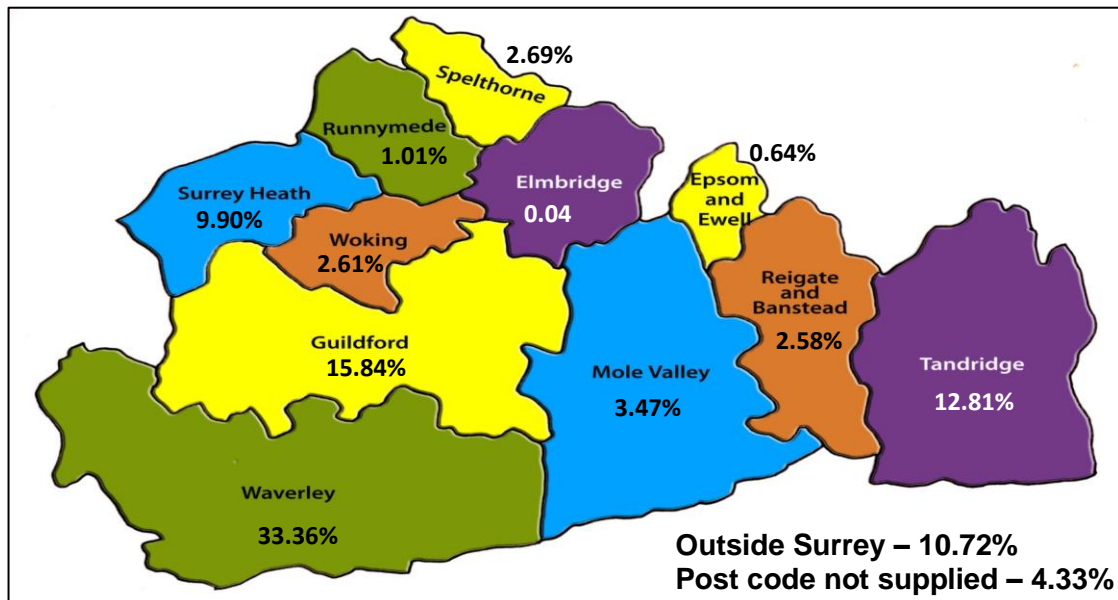 2.69%
Spelthorne
Runnymede
1.01%
0.64%
Elmbridge
0.04
Epsom
and
Ewell
Surrey Heath
9.90%
Woking
2.61%
Reigate
and
Banstead
2.58%
Guildford
15.84%
Mole Valley
3.47%
Tandridge
12.81%
Waverley
33.36%
Outside Surrey – 10.72%
Post code not supplied – 4.33%